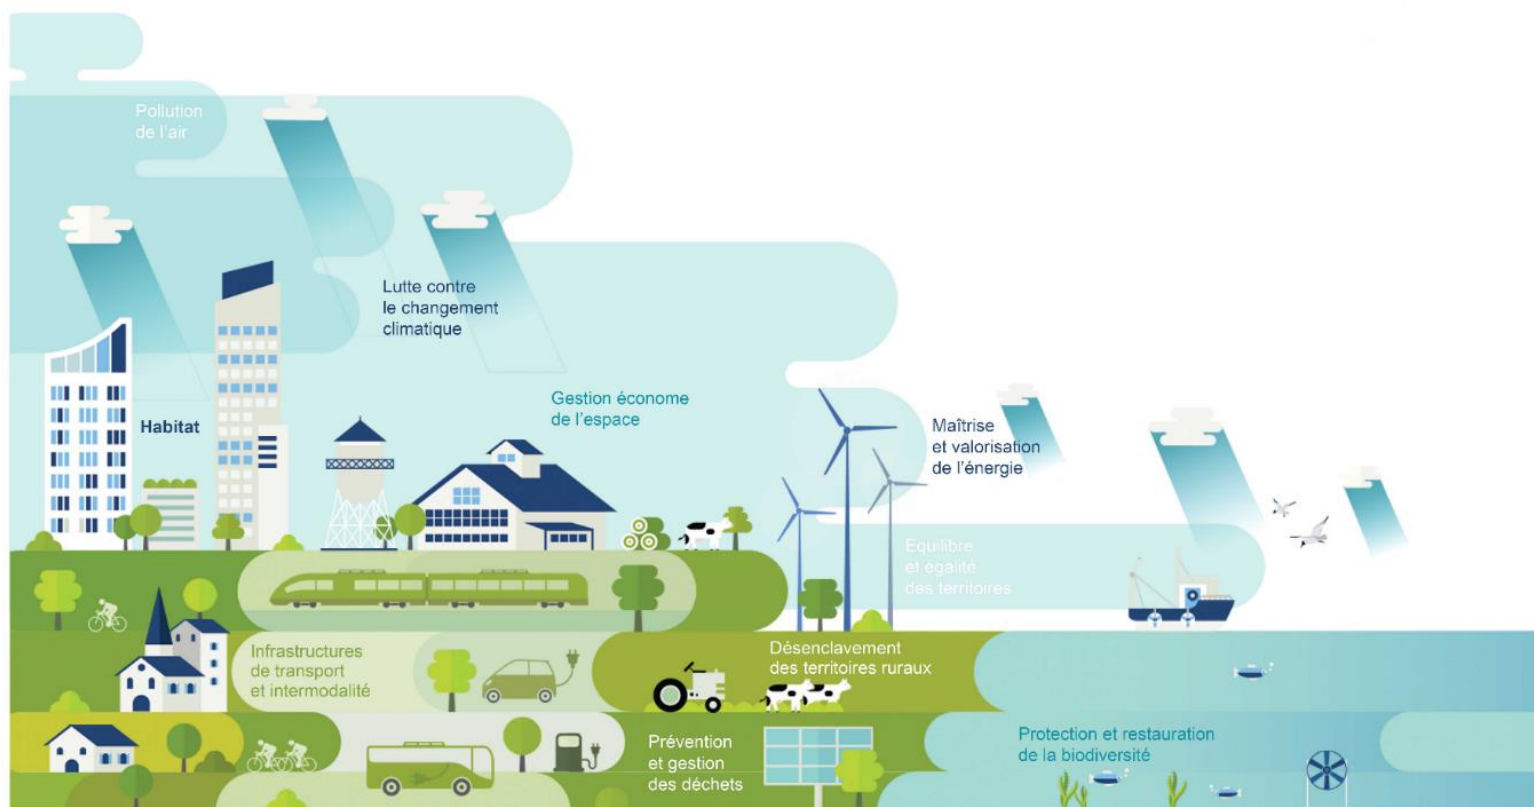 Pollution
de l'air
Lutte contre
le changement
climatique
Gestion économe
de l'espace
Habitat
Maîtrise
et valorisation
de l'énergie
Equilibre
et égalité
des territoires
Infrastructures
de transport
et intermodalité
Désenclavement
des territoires ruraux
Prévention
et gestion
des déchets
Protection et restauration
de la biodiversité